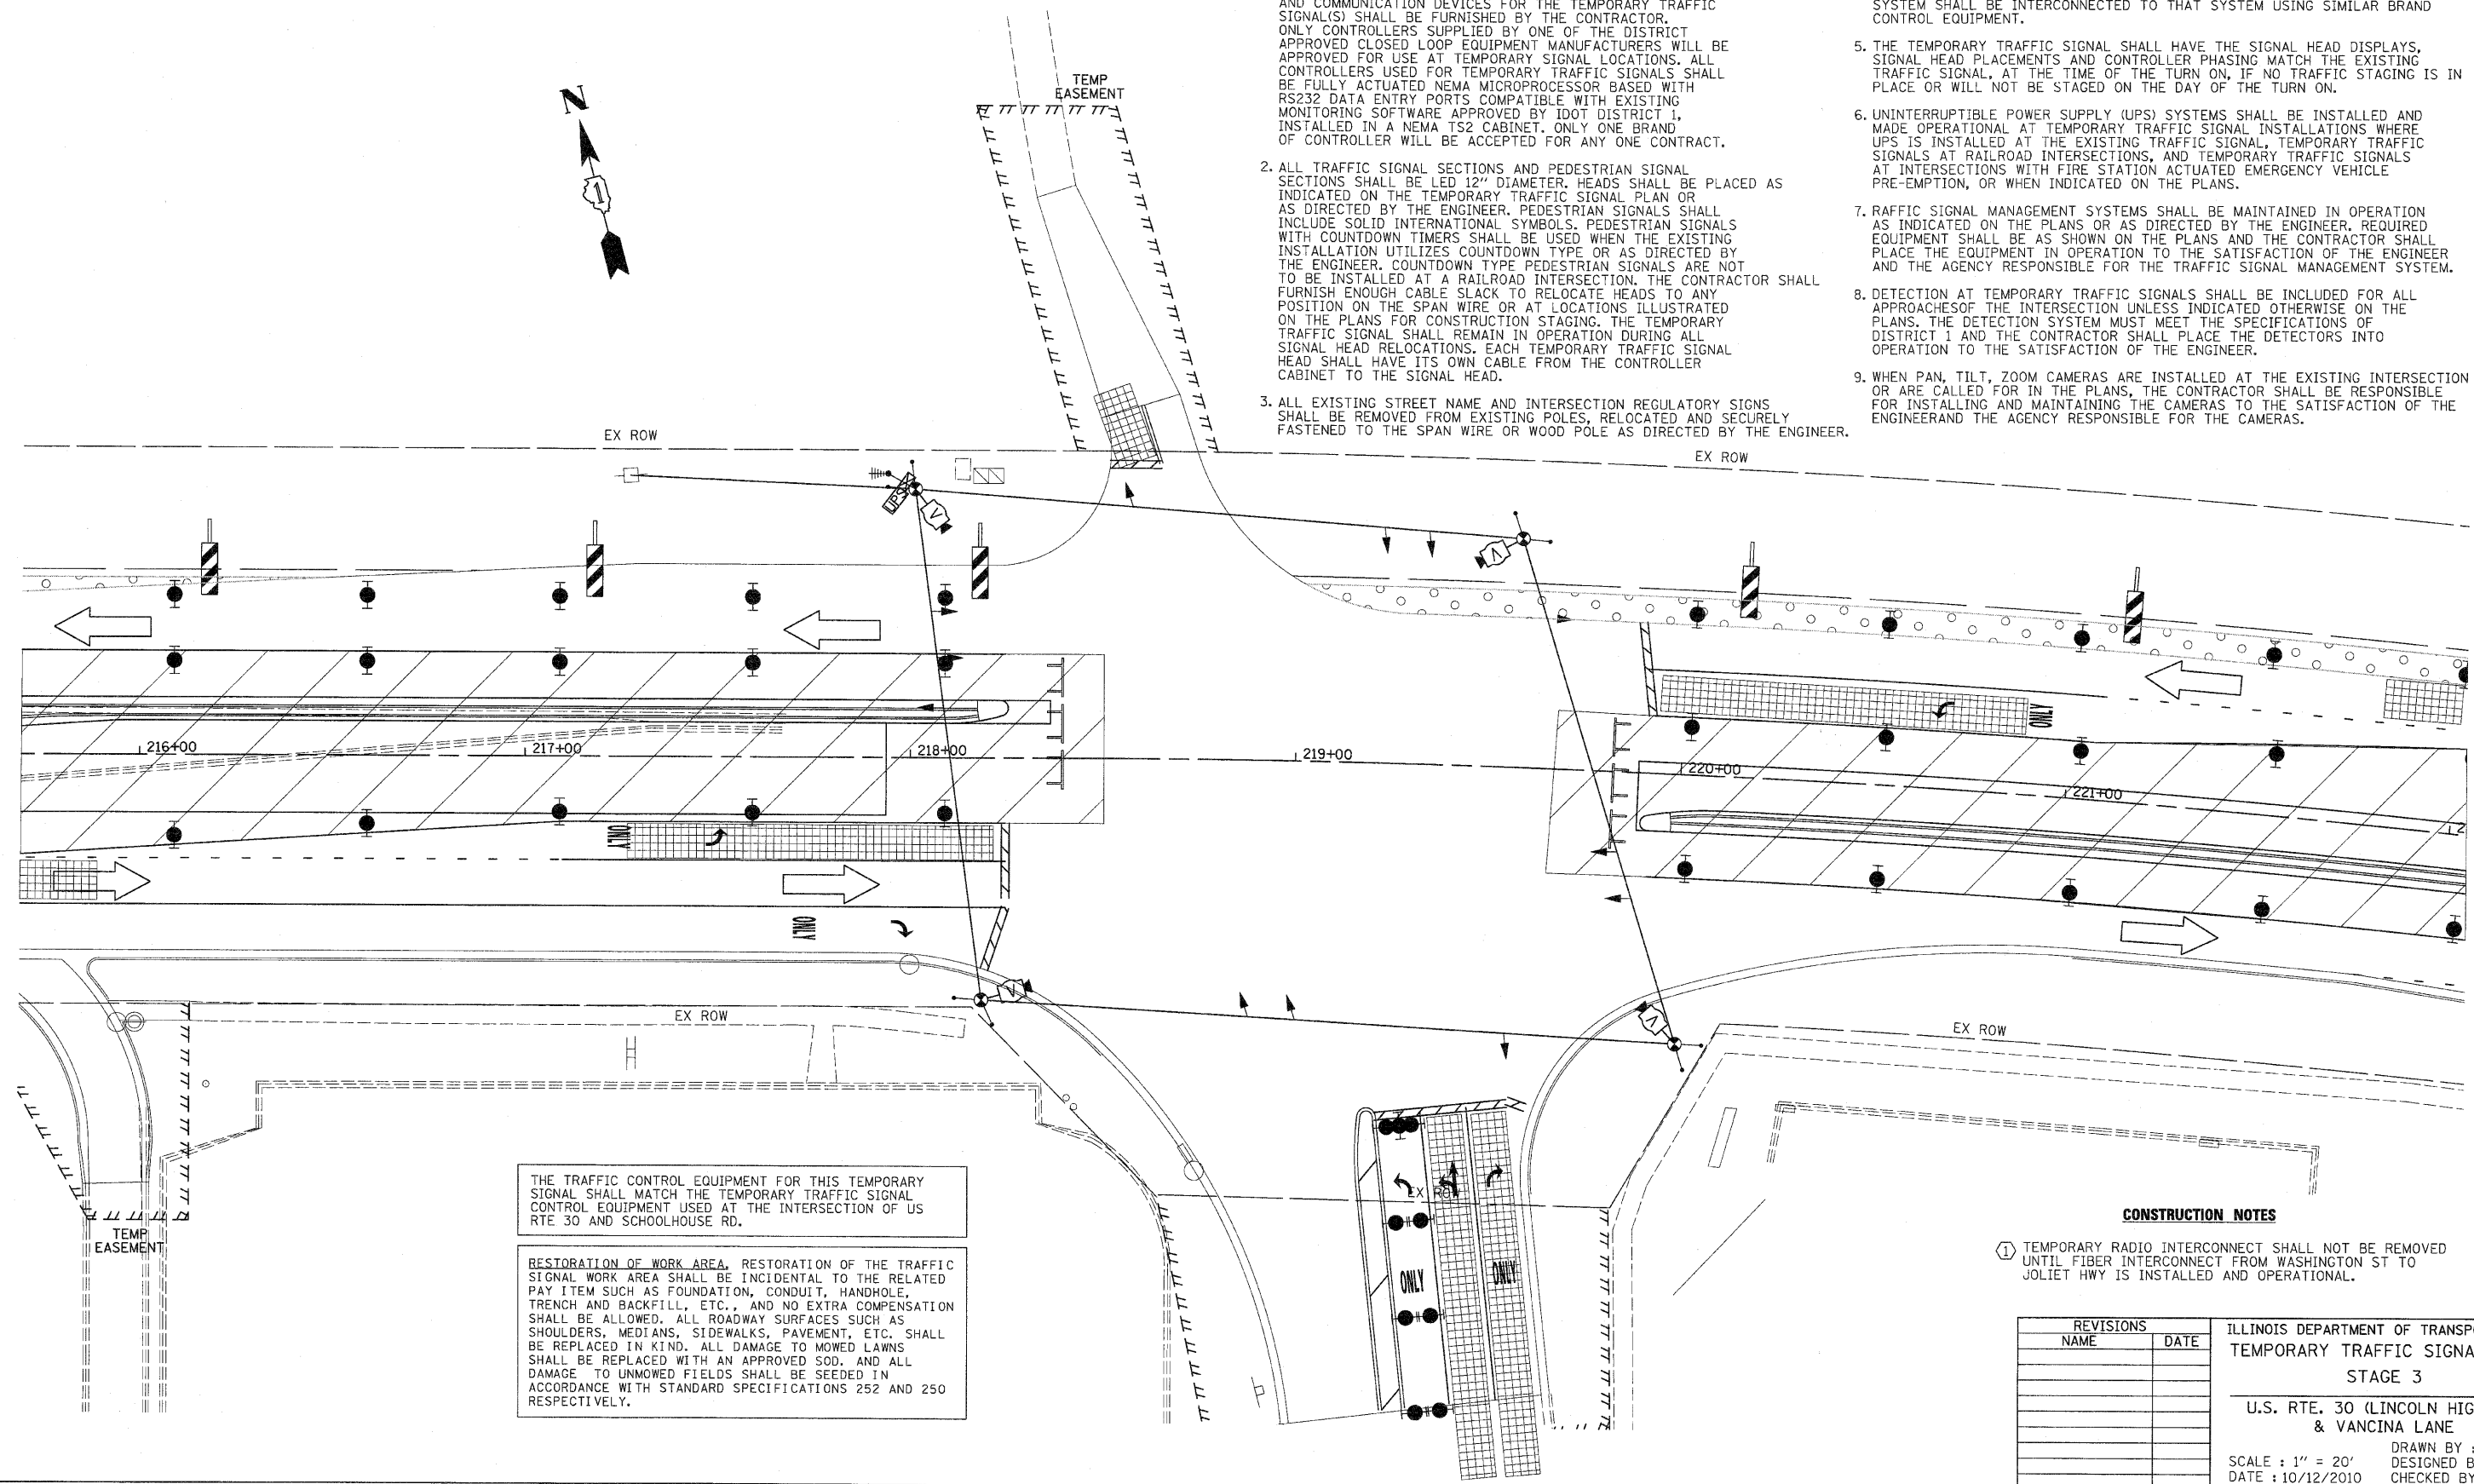 AND COMMUNICATION DEVICES FOR THE TEMPORARY TRAFFIC
SIGNAL(S) SHALL BE FURNISHED BY THE CONTRACTOR.
ONLY CONTROLLERS SUPPLIED BY ONE OF THE DISTRICT
APPROVED CLOSED LOOP EQUIPMENT MANUFACTURERS WILL BE
APPROVED FOR USE AT TEMPORARY SIGNAL LOCATIONS. ALL
CONTROLLERS USED FOR TEMPORARY TRAFFIC SIGNALS SHALL
BE FULLY ACTUATED NEMA MICROPROCESSOR BASED WITH
RS232 DATA ENTRY PORTS COMPATIBLE WITH EXISTING
MONITORING SOFTWARE APPROVED BY IDOT DISTRICT 1,
INSTALLED IN A NEMA TS2 CABINET. ONLY ONE BRAND
OF CONTROLLER WILL BE ACCEPTED FOR ANY ONE CONTRACT.
2. ALL TRAFFIC SIGNAL SECTIONS AND PEDESTRIAN SIGNAL
SECTIONS SHALL BE LED 12" DIAMETER. HEADS SHALL BE PLACED AS
INDICATED ON THE TEMPORARY TRAFFIC SIGNAL PLAN OR
AS DIRECTED BY THE ENGINEER. PEDESTRIAN SIGNALS SHALL
INCLUDE SOLID INTERNATIONAL SYMBOLS. PEDESTRIAN SIGNALS
WITH COUNTDOWN TIMERS SHALL BE USED WHEN THE EXISTING
INSTALLATION UTILIZES COUNTDOWN TYPE OR AS DIRECTED BY
THE ENGINEER. COUNTDOWN TYPE PEDESTRIAN SIGNALS ARE NOT
TO BE INSTALLED AT A RAILROAD INTERSECTION. THE CONTRACTOR SHALL
FURNISH ENOUGH CABLE SLACK TO RELOCATE HEADS TO ANY
POSITION ON THE SPAN WIRE OR AT LOCATIONS ILLUSTRATED
ON THE PLANS FOR CONSTRUCTION STAGING. THE TEMPORARY
TRAFFIC SIGNAL SHALL REMAIN IN OPERATION DURING ALL
SIGNAL HEAD RELOCATIONS. EACH TEMPORARY TRAFFIC SIGNAL
HEAD SHALL HAVE ITS OWN CABLE FROM THE CONTROLLER
CABINET TO THE SIGNAL HEAD.
3. ALL EXISTING STREET NAME AND INTERSECTION REGULATORY SIGNS
SHALL BE REMOVED FROM EXISTING POLES, RELOCATED AND SECURELY
FASTENED TO THE SPAN WIRE OR WOOD POLE AS DIRECTED BY THE ENGINEER.
SYSTEM SHALL BE INTERCONNECTED TO THAT SYSTEM USING SIMILAR BRAND
CONTROL EQUIPMENT.
5. THE TEMPORARY TRAFFIC SIGNAL SHALL HAVE THE SIGNAL HEAD DISPLAYS,
SIGNAL HEAD PLACEMENTS AND CONTROLLER PHASING MATCH THE EXISTING
TRAFFIC SIGNAL, AT THE TIME OF THE TURN ON, IF NO TRAFFIC STAGING IS IN
PLACE OR WILL NOT BE STAGED ON THE DAY OF THE TURN ON.
6. UNINTERRUPTIBLE POWER SUPPLY (UPS) SYSTEMS SHALL BE INSTALLED AND
MADE OPERATIONAL AT TEMPORARY TRAFFIC SIGNAL INSTALLATIONS WHERE
UPS IS INSTALLED AT THE EXISTING TRAFFIC SIGNAL, TEMPORARY TRAFFIC
SIGNALS AT RAILROAD INTERSECTIONS, AND TEMPORARY TRAFFIC SIGNALS
AT INTERSECTIONS WITH FIRE STATION ACTUATED EMERGENCY VEHICLE
PRE-EMPTION, OR WHEN INDICATED ON THE PLANS.
7. RAFFIC SIGNAL MANAGEMENT SYSTEMS SHALL BE MAINTAINED IN OPERATION
AS INDICATED ON THE PLANS OR AS DIRECTED BY THE ENGINEER. REQUIRED
EQUIPMENT SHALL BE AS SHOWN ON THE PLANS AND THE CONTRACTOR SHALL
PLACE THE EQUIPMENT IN OPERATION TO THE SATISFACTION OF THE ENGINEER
AND THE AGENCY RESPONSIBLE FOR THE TRAFFIC SIGNAL MANAGEMENT SYSTEM.
8. DETECTION AT TEMPORARY TRAFFIC SIGNALS SHALL BE INCLUDED FOR ALL
APPROACHESOF THE INTERSECTION UNLESS INDICATED OTHERWISE ON THE
PLANS. THE DETECTION SYSTEM MUST MEET THE SPECIFICATIONS OF
DISTRICT 1 AND THE CONTRACTOR SHALL PLACE THE DETECTORS INTO
OPERATION TO THE SATISFACTION OF THE ENGINEER.
9. WHEN PAN, TILT, ZOOM CAMERAS ARE INSTALLED AT THE EXISTING INTERSECTION
OR ARE CALLED FOR IN THE PLANS, THE CONTRACTOR SHALL BE RESPONSIBLE
FOR INSTALLING AND MAINTAINING THE CAMERAS TO THE SATISFACTION OF THE
ENGINEERAND THE AGENCY RESPONSIBLE FOR THE CAMERAS.
TEMP
EASEMENT
N
1
EX ROW
EX ROW
UPS
V
V
ONLY
216+00
217+00
218+00
219+00
220+00
221+00
ONLY
ONLY
V
V
EX ROW
EX ROW
EX ROW
TEMP
EASEMENT
ONLY
ONLY
THE TRAFFIC CONTROL EQUIPMENT FOR THIS TEMPORARY
SIGNAL SHALL MATCH THE TEMPORARY TRAFFIC SIGNAL
CONTROL EQUIPMENT USED AT THE INTERSECTION OF US
RTE 30 AND SCHOOLHOUSE RD.
RESTORATION OF WORK AREA. RESTORATION OF THE TRAFFIC
SIGNAL WORK AREA SHALL BE INCIDENTAL TO THE RELATED
PAY ITEM SUCH AS FOUNDATION, CONDUIT, HANDHOLE,
TRENCH AND BACKFILL, ETC., AND NO EXTRA COMPENSATION
SHALL BE ALLOWED. ALL ROADWAY SURFACES SUCH AS
SHOULDERS, MEDIANS, SIDEWALKS, PAVEMENT, ETC. SHALL
BE REPLACED IN KIND. ALL DAMAGE TO MOWED LAWNS
SHALL BE REPLACED WITH AN APPROVED SOD. AND ALL
DAMAGE TO UNMOWED FIELDS SHALL BE SEEDED IN
ACCORDANCE WITH STANDARD SPECIFICATIONS 252 AND 250
RESPECTIVELY.
CONSTRUCTION NOTES
1 TEMPORARY RADIO INTERCONNECT SHALL NOT BE REMOVED
UNTIL FIBER INTERCONNECT FROM WASHINGTON ST TO
JOLIET HWY IS INSTALLED AND OPERATIONAL.
REVISIONS
NAME DATE
ILLINOIS DEPARTMENT OF TRANSP
TEMPORARY TRAFFIC SIGNA
STAGE 3
U.S. RTE. 30 (LINCOLN HIG
& VANCINA LANE
DRAWN BY :
SCALE : 1" = 20' DESIGNED B
DATE : 10/12/2010 CHECKED BY